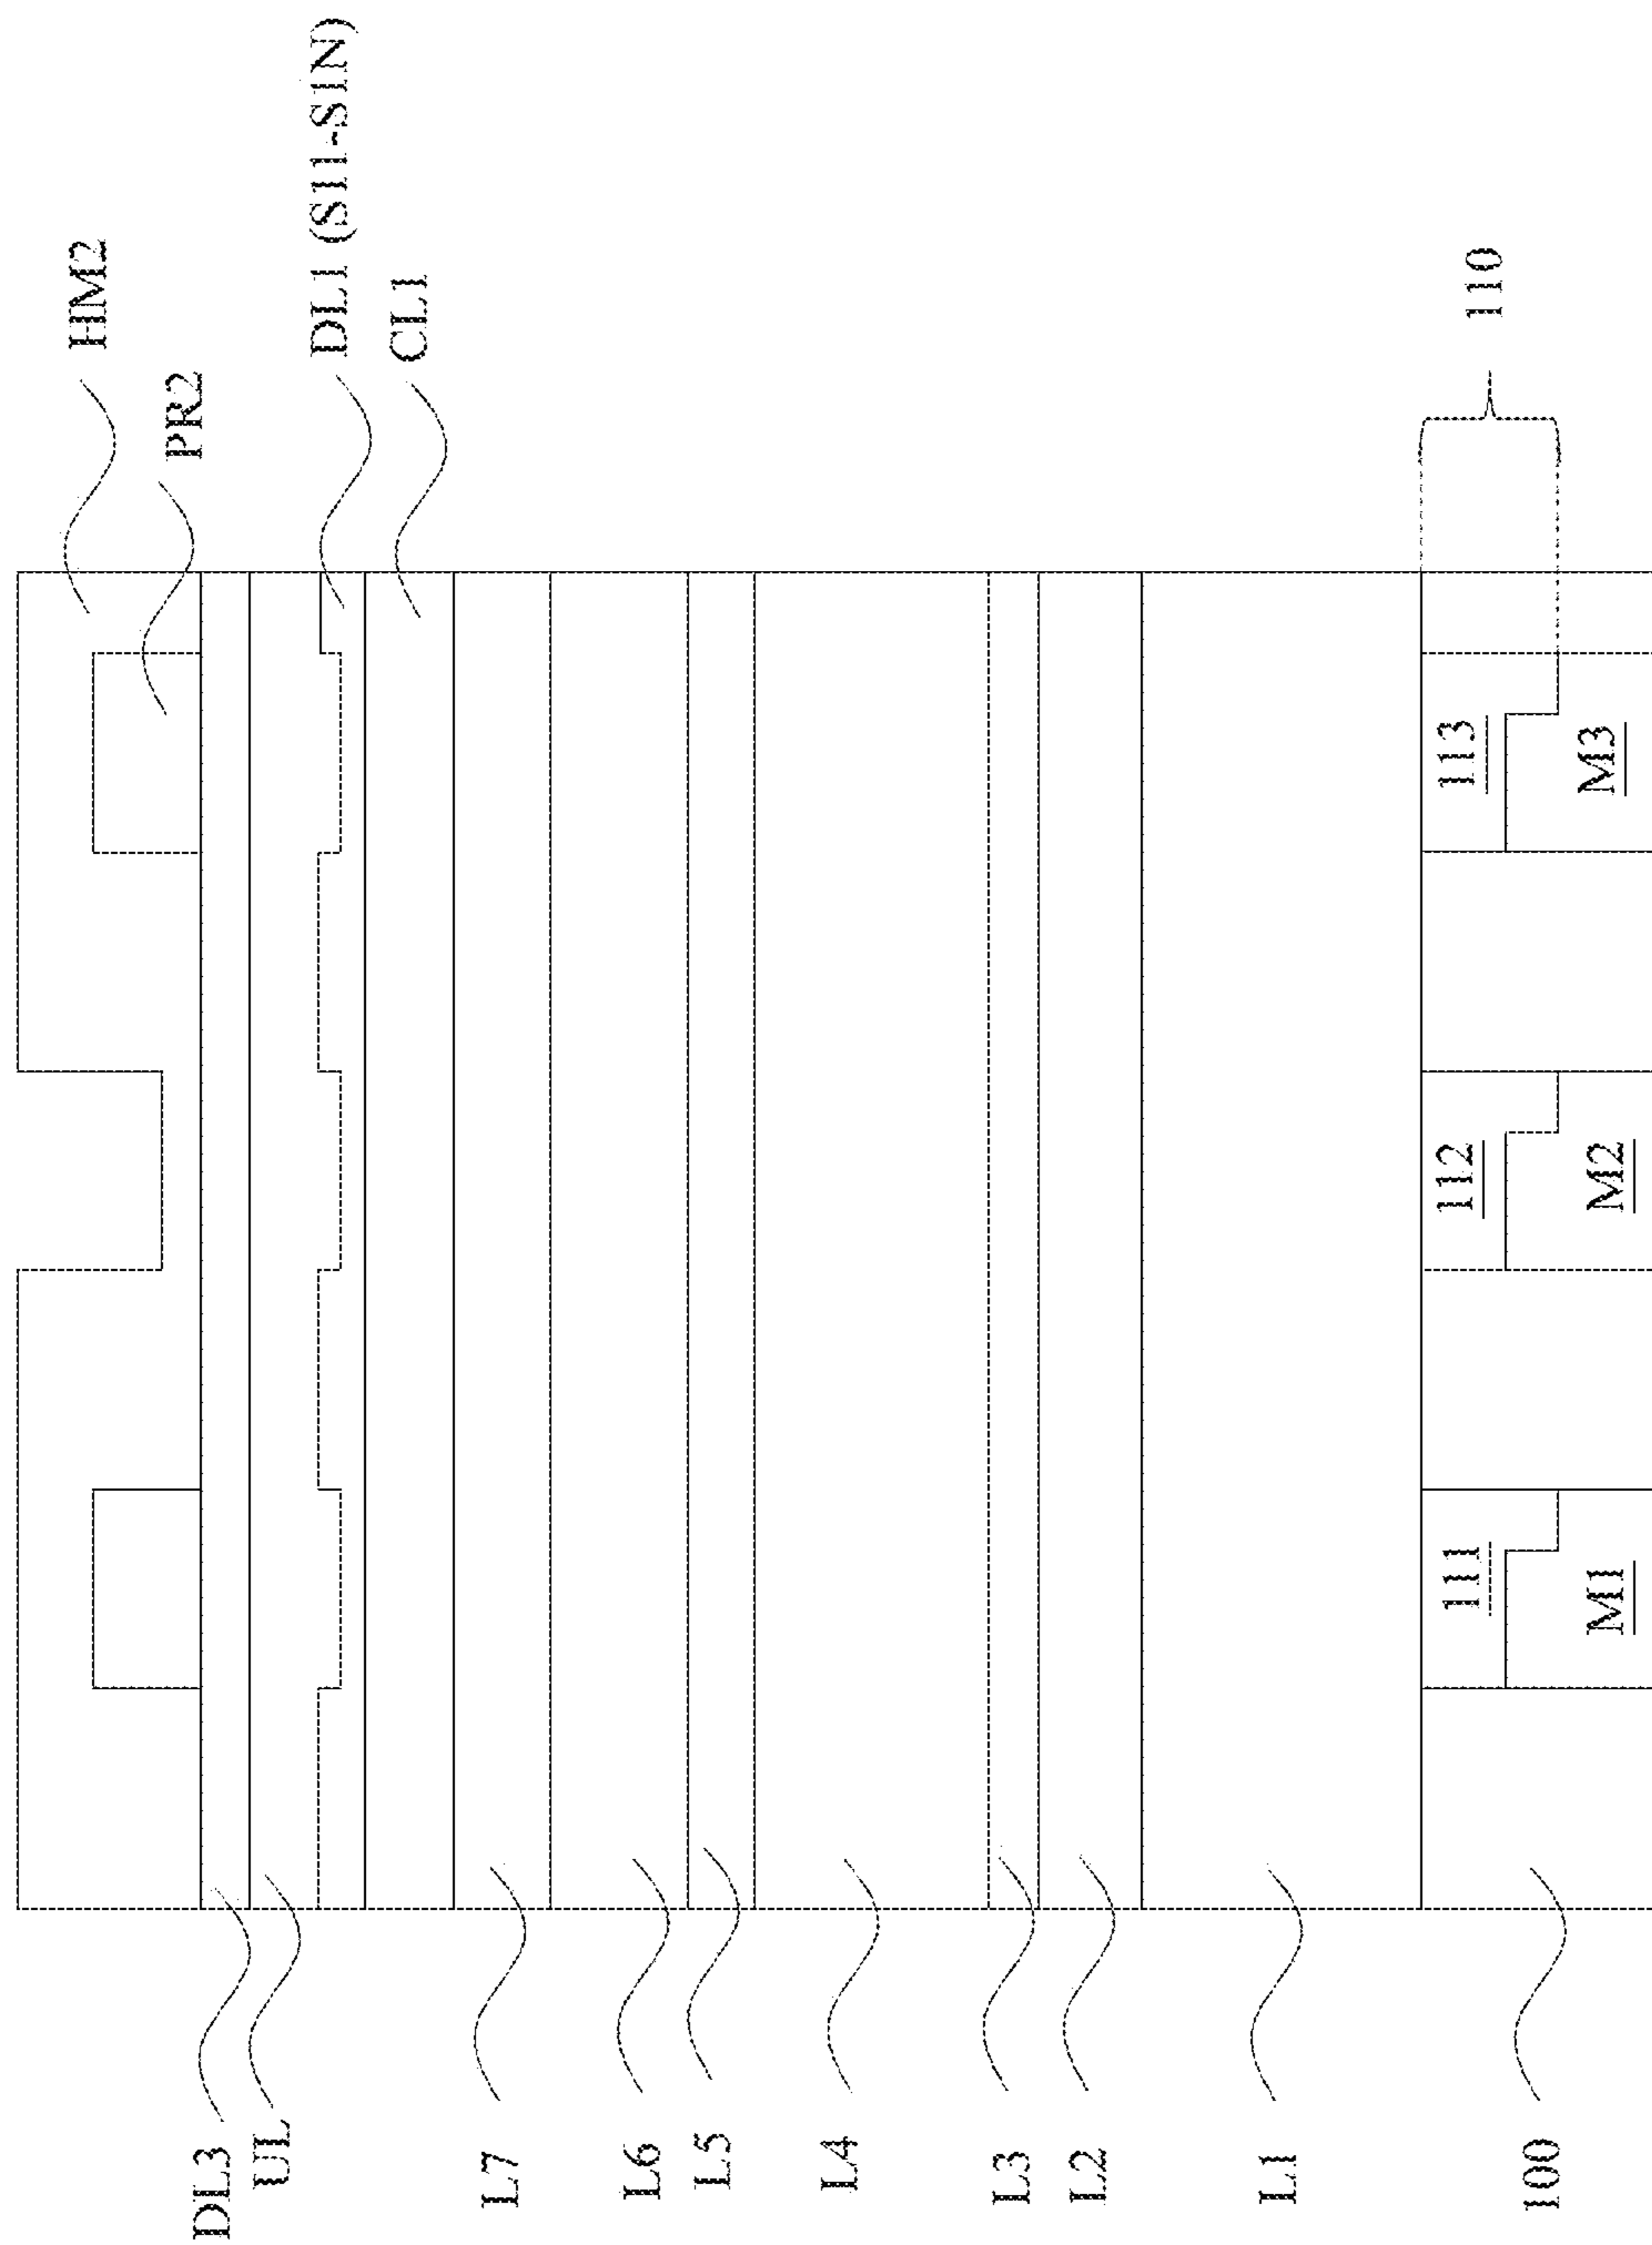 HM2
PR2
DL1 (S11-S1N)
CL1
110
113
M3
112
M2
111
M1
DL3
UL
L7
L6
L5
L4
L3
L2
L1
100